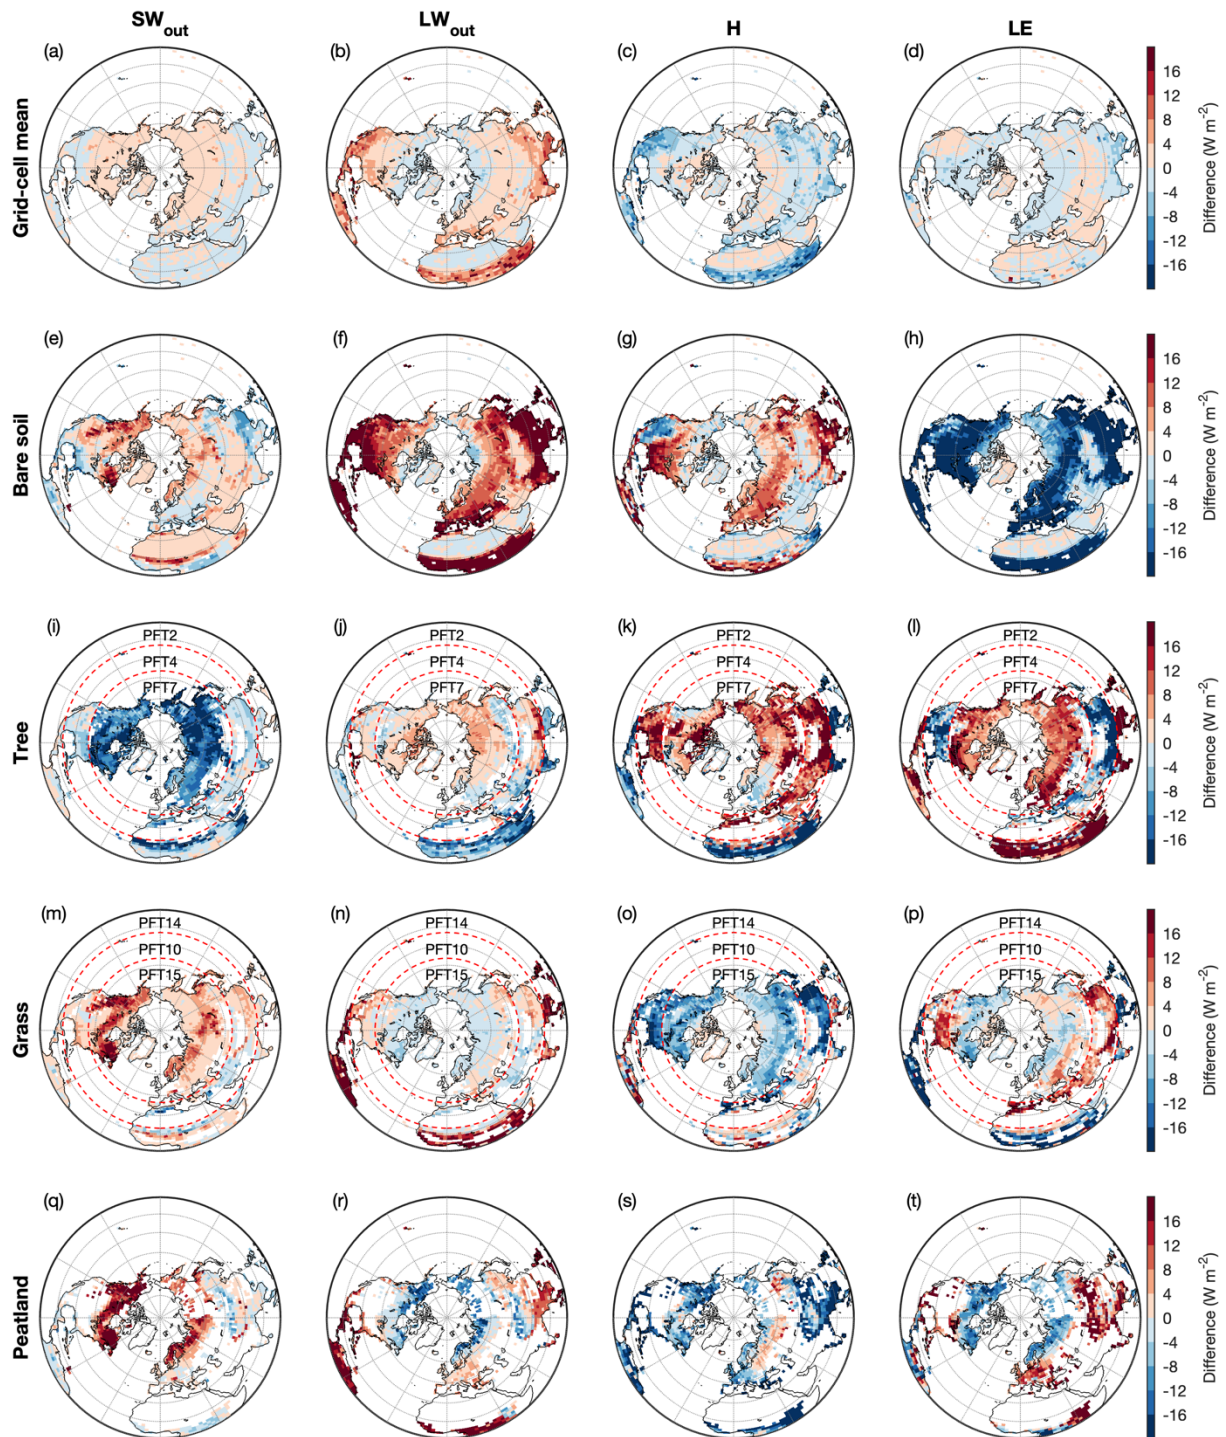 SWout LWout H LE
(a) (b) (c) (d)
Grid-cell mean
16
12
8
4
0
-4
-8
-12
-16
Difference (W m-2)
(e) (f) (g) (h)
Bare soil
16
12
8
4
0
-4
-8
-12
-16
Difference (W m-2)
(i) (j) (k) (l)
PFT2 PFT2 PFT2 PFT2
PFT4 PFT4 PFT4 PFT4
PFT7 PFT7 PFT7 PFT7
Tree
16
12
8
4
0
-4
-8
-12
-16
Difference (W m-2)
(m) (n) (o) (p)
PFT14 PFT14 PFT14 PFT14
PFT10 PFT10 PFT10 PFT10
PFT15 PFT15 PFT15 PFT15
Grass
16
12
8
4
0
-4
-8
-12
-16
Difference (W m-2)
(q) (r) (s) (t)
Peatland
16
12
8
4
0
-4
-8
-12
-16
Difference (W m-2)